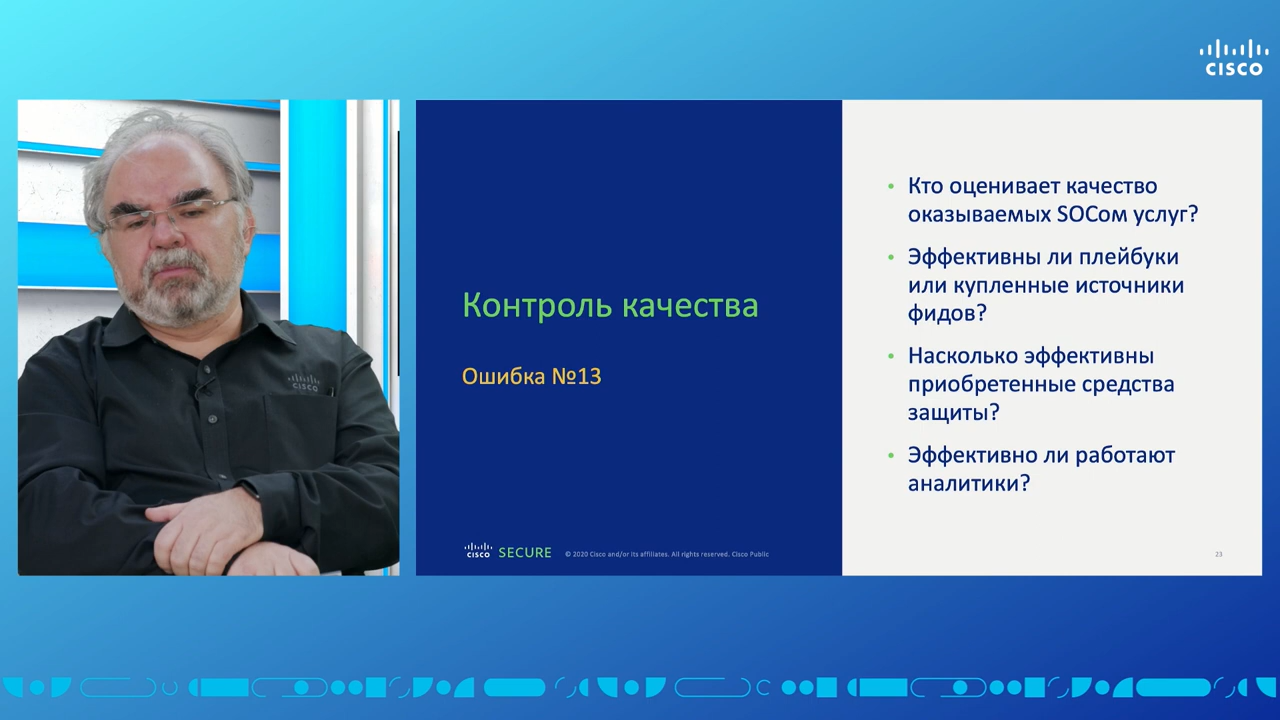 CISCO
CISCO
Контроль качества
Ошибка №13
CISCO SECURE © 2020 Cisco and/or its affiliates. All rights reserved. Cisco Public
• Кто оценивает качество
оказываемых SOCом услуг?
• Эффективны ли плейбуки
или купленные источники
фидов?
• Насколько эффективны
приобретенные средства
защиты?
• Эффективно ли работают
аналитики?
23